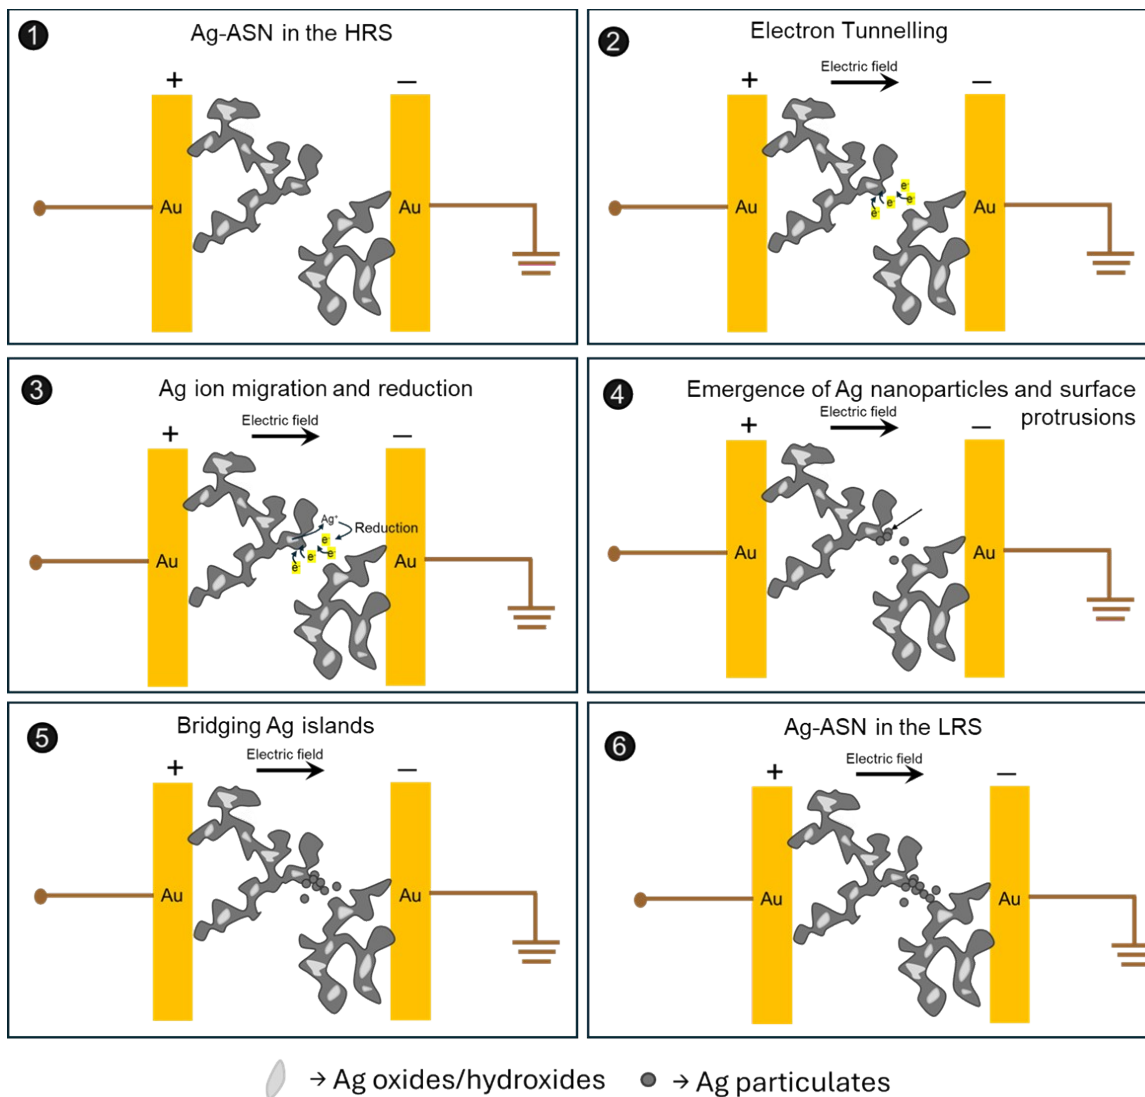 1
Ag-ASN in the HRS
+
—
Au
Au
2
Electron Tunnelling
Electric field
+
—
e-
e-
e-
e-
Au
Au
3
Ag ion migration and reduction
Electric field
+
—
Ag+
Reduction
e-
e-
e-
e-
Au
Au
4
Emergence of Ag nanoparticles and surface
protrusions
Electric field
+
—
Au
Au
5
Bridging Ag islands
Electric field
+
—
Au
Au
6
Ag-ASN in the LRS
Electric field
+
—
Au
Au
→ Ag oxides/hydroxides
→ Ag particulates